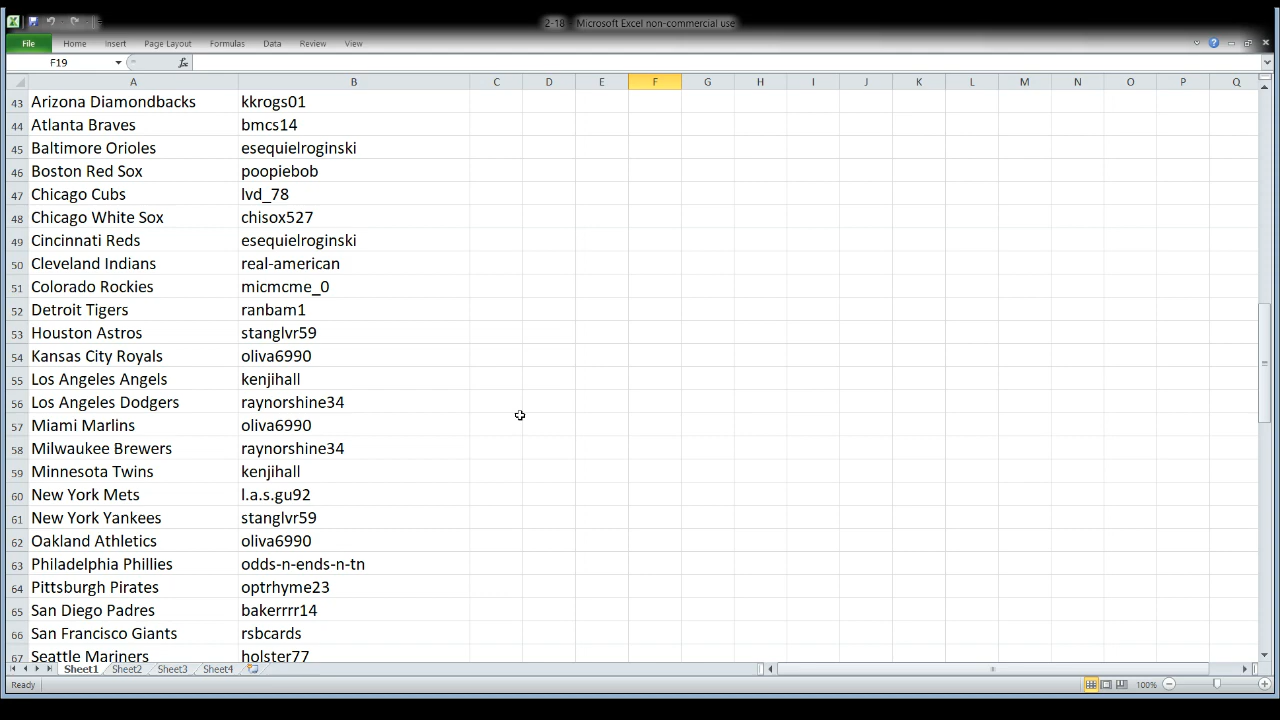 2-18 - Microsoft Excel non-commercial use
File Home Insert Page Layout Formulas Data Review View
F19 fx
A B C D E F G H I J K L M N O P Q
43 Arizona Diamondbacks kkrogs01
44 Atlanta Braves bmcs14
45 Baltimore Orioles esequielroginski
46 Boston Red Sox poopiebob
47 Chicago Cubs lvd_78
48 Chicago White Sox chisox527
49 Cincinnati Reds esequielroginski
50 Cleveland Indians real-american
51 Colorado Rockies micmcme_0
52 Detroit Tigers ranbam1
53 Houston Astros stanglvr59
54 Kansas City Royals oliva6990
55 Los Angeles Angels kenjihall
56 Los Angeles Dodgers raynorshine34
57 Miami Marlins oliva6990
58 Milwaukee Brewers raynorshine34
59 Minnesota Twins kenjihall
60 New York Mets l.a.s.gu92
61 New York Yankees stanglvr59
62 Oakland Athletics oliva6990
63 Philadelphia Phillies odds-n-ends-n-tn
64 Pittsburgh Pirates optrhyme23
65 San Diego Padres bakerrrr14
66 San Francisco Giants rsbcards
67 Seattle Mariners holster77
Sheet1 Sheet2 Sheet3 Sheet4
Ready 100%